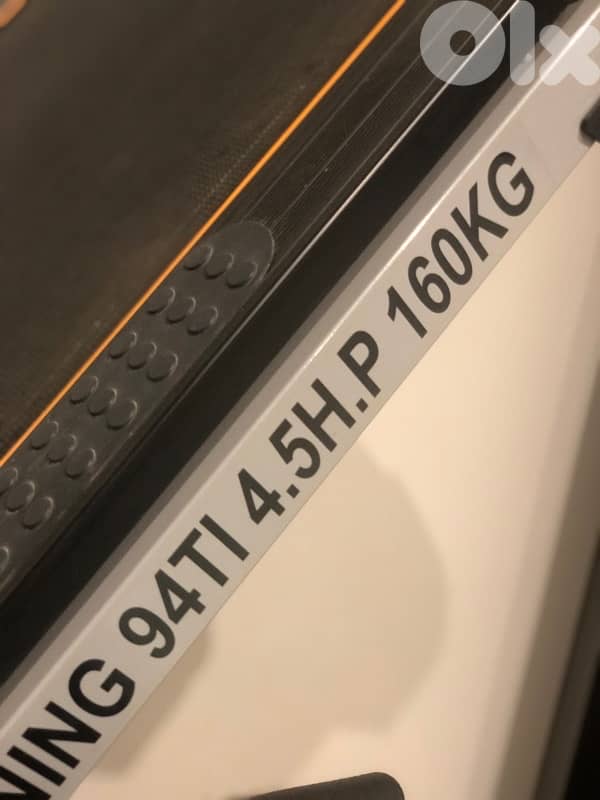 olx
NING 94TI 4.5H.P 160KG